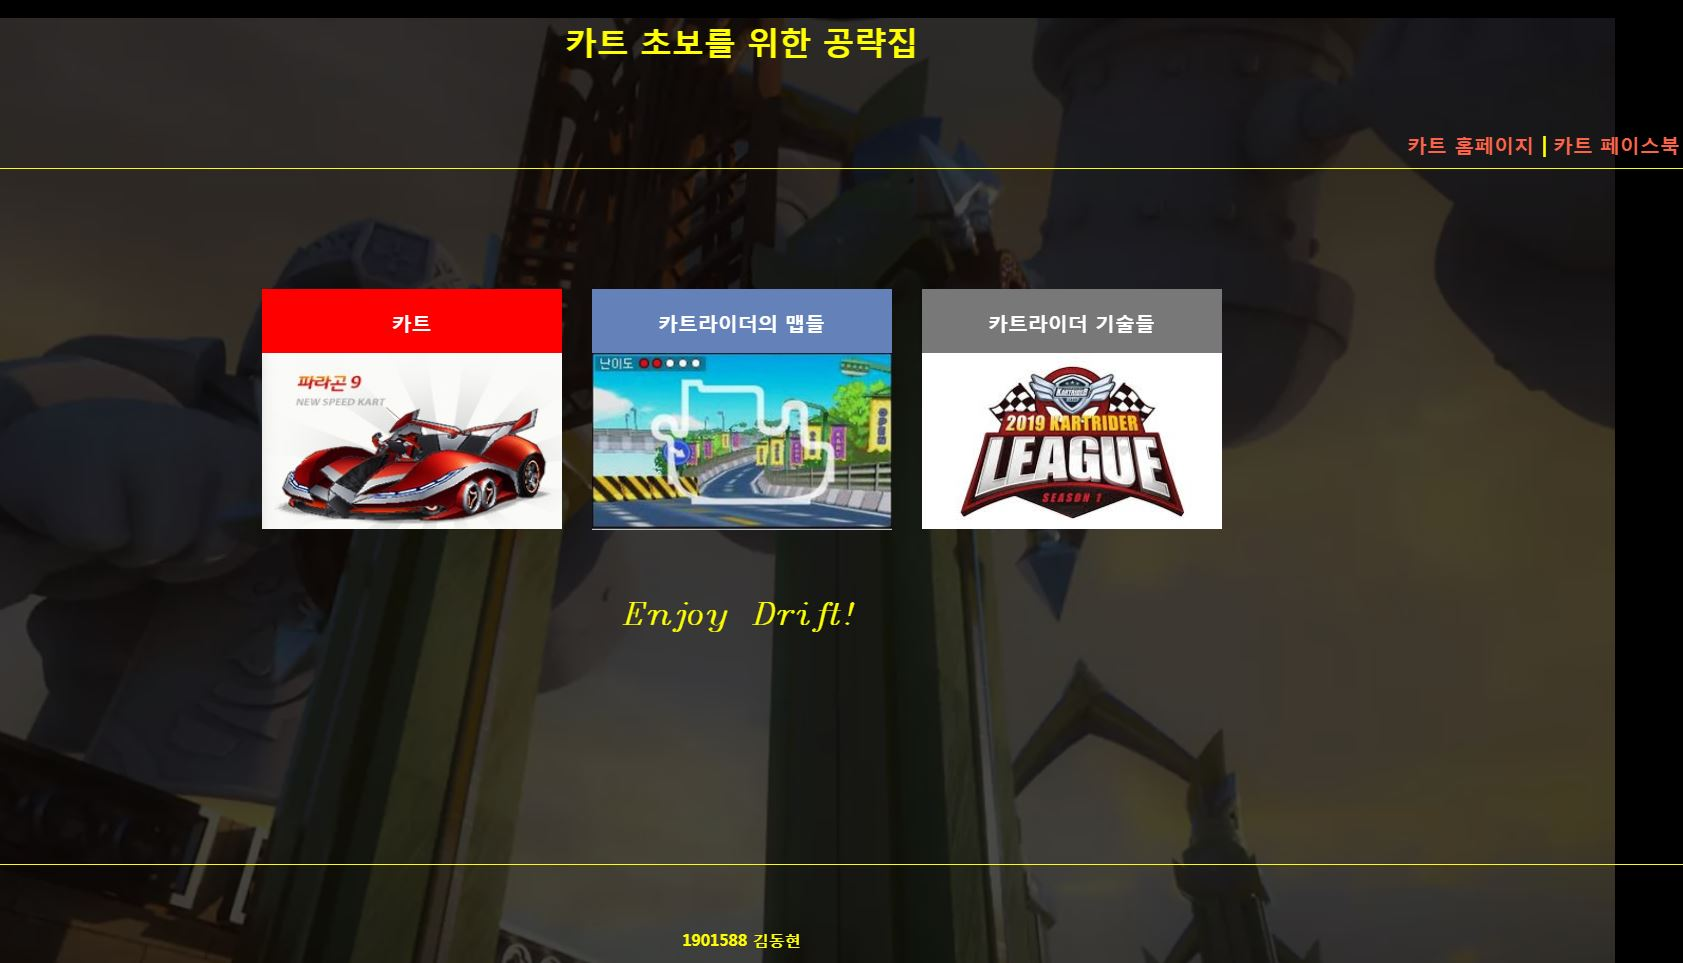 카트 초보를 위한 공략집
카트 홈페이지 | 카트 페이스북
카트
카트라이더의 맵들
카트라이더 기술들
파라곤 9
NEW SPEED KART
난이도
OPEN
KARTRIDER
2019 KARTRIDER
LEAGUE
SEASON 1
Enjoy Drift!
1901588 김동현